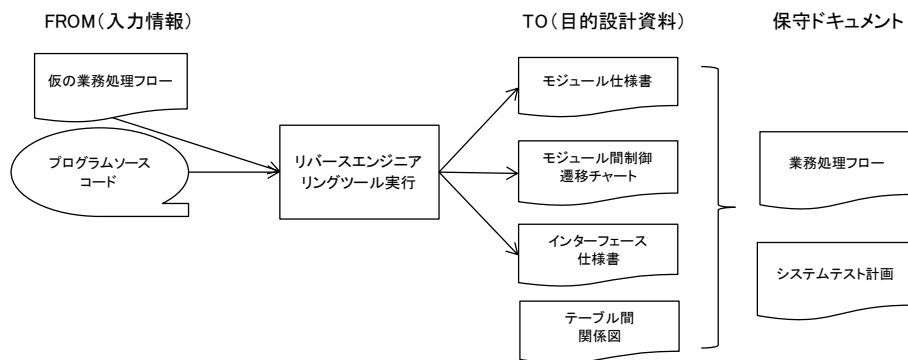 FROM(入力情報)
TO(目的設計資料)
保守ドキュメント
仮の業務処理フロー
プログラムソース
コード
リバースエンジニア
リングツール実行
モジュール仕様書
モジュール間制御
遷移チャート
インターフェース
仕様書
テーブル間
関係図
業務処理フロー
システムテスト計画